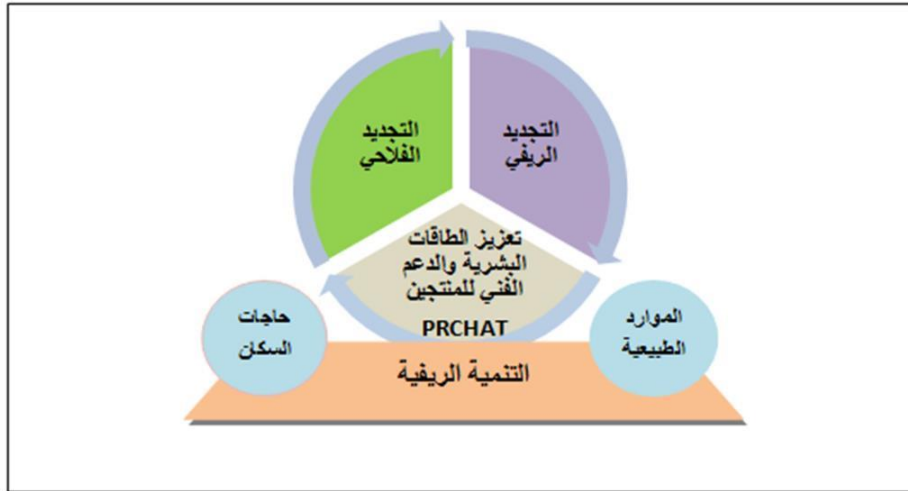 التجديد
الريفي
التجديد
الفلاحي
تعزيز الطاقات
البشرية والدعم
الفني للمنتجين
PRCHAT
الموارد
الطبيعية
حاجات
السكان
التنمية الريفية